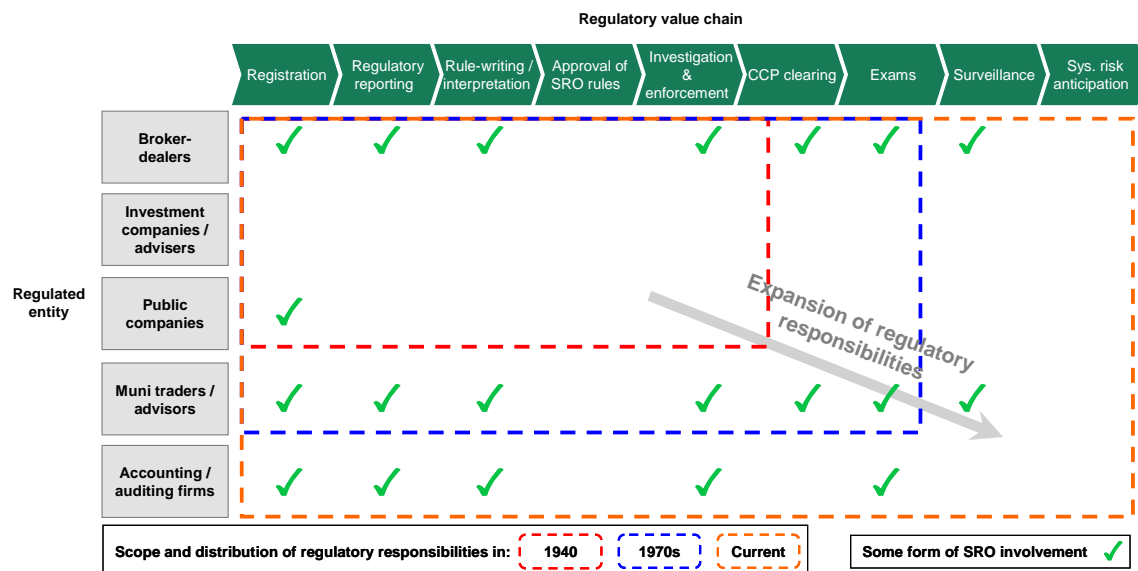 Regulatory value chain
Registration
Regulatory
reporting
Rule-writing /
interpretation
Approval of
SRO rules
Investigation
&
enforcement
CCP clearing
Exams
Surveillance
Sys. risk
anticipation
Regulated
entity
Broker-
dealers
Investment
companies /
advisers
Public
companies
Muni traders /
advisors
Accounting /
auditing firms
Expansion of regulatory
responsibilities
Scope and distribution of regulatory responsibilities in:
1940
1970s
Current
Some form of SRO involvement